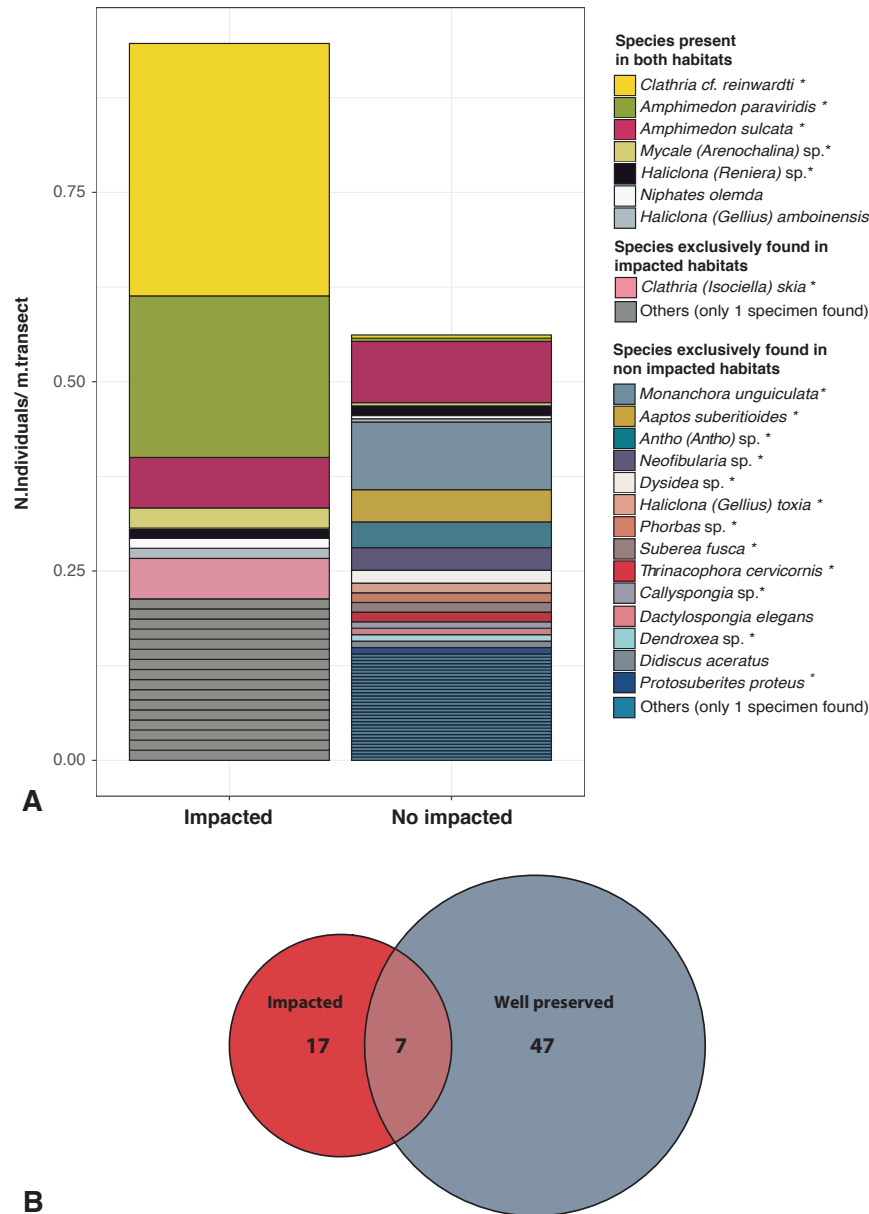 N.Individuals/ m.transect
0.75
0.50
0.25
0.00
Impacted
No impacted
A
Species present
in both habitats
Clathria cf. reinwardti *
Amphimedon paraviridis *
Amphimedon sulcata *
Mycale (Arenochalina) sp.*
Haliclona (Reniera) sp.*
Niphates olemda
Haliclona (Gellius) amboinensis
Species exclusively found in
impacted habitats
Clathria (Isociella) skia *
Others (only 1 specimen found)
Species exclusively found in
non impacted habitats
Monanchora unguiculata*
Aaptos suberitioides *
Antho (Antho) sp. *
Neofibularia sp. *
Dysidea sp. *
Haliclona (Gellius) toxia *
Phorbas sp. *
Suberea fusca *
Thrinacophora cervicornis *
Callyspongia sp.*
Dactylospongia elegans
Dendroxea sp. *
Didiscus aceratus
Protosuberites proteus *
Others (only 1 specimen found)
Impacted
17
7
Well preserved
47
B